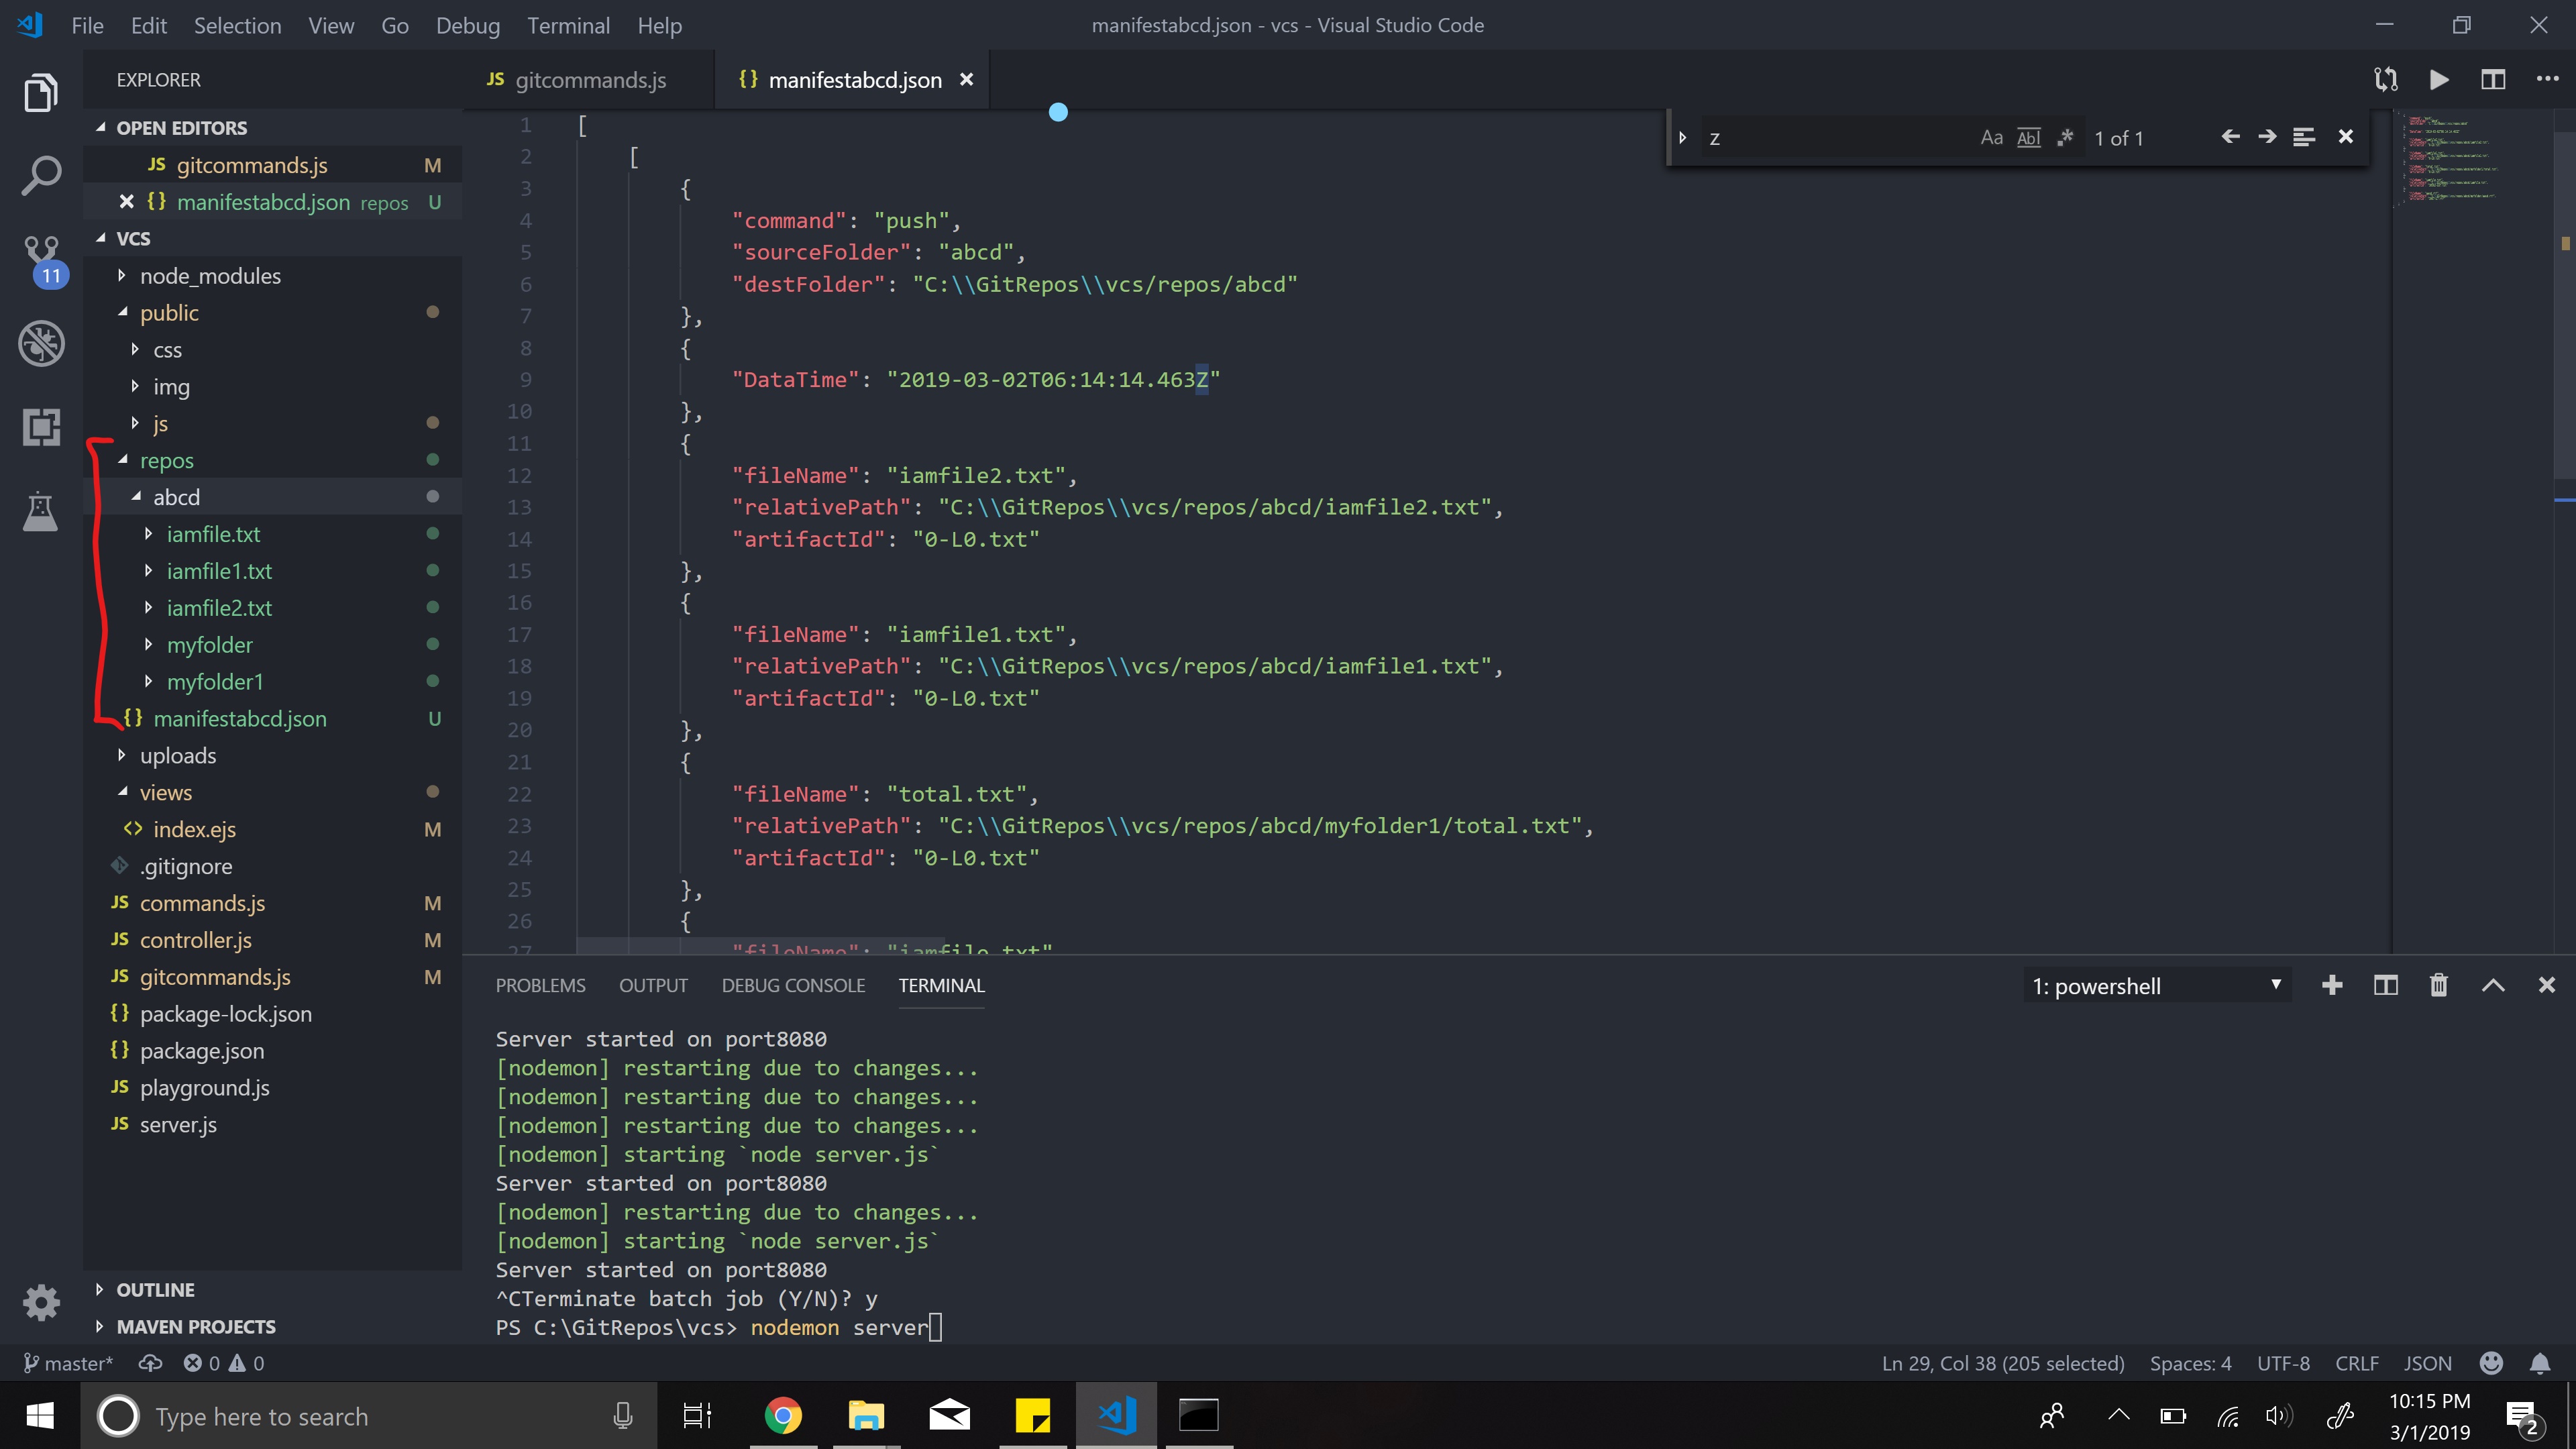 File Edit Selection View Go Debug Terminal Help
manifestabcd.json - vcs - Visual Studio Code
EXPLORER
OPEN EDITORS
JS gitcommands.js M
{ } manifestabcd.json repos U
VCS
node_modules
public
css
img
js
repos
abcd
iamfile.txt
iamfile1.txt
iamfile2.txt
myfolder
myfolder1
{ } manifestabcd.json U
uploads
views
<> index.ejs M
.gitignore
JS commands.js M
JS controller.js M
JS gitcommands.js M
{ } package-lock.json
{ } package.json
JS playground.js
JS server.js
OUTLINE
MAVEN PROJECTS
11
JS gitcommands.js
{ } manifestabcd.json
z Aa Abl .* 1 of 1
1 [
2 [
3 {
4 "command": "push",
5 "sourceFolder": "abcd",
6 "destFolder": "C:\\GitRepos\\vcs/repos/abcd"
7 },
8 {
9 "DataTime": "2019-03-02T06:14:14.463Z"
10 },
11 {
12 "fileName": "iamfile2.txt",
13 "relativePath": "C:\\GitRepos\\vcs/repos/abcd/iamfile2.txt",
14 "artifactId": "0-L0.txt"
15 },
16 {
17 "fileName": "iamfile1.txt",
18 "relativePath": "C:\\GitRepos\\vcs/repos/abcd/iamfile1.txt",
19 "artifactId": "0-L0.txt"
20 },
21 {
22 "fileName": "total.txt",
23 "relativePath": "C:\\GitRepos\\vcs/repos/abcd/myfolder1/total.txt",
24 "artifactId": "0-L0.txt"
25 },
26 {
27 "fileName": "iamfile.txt"
PROBLEMS OUTPUT DEBUG CONSOLE TERMINAL
1: powershell
Server started on port8080
[nodemon] restarting due to changes...
[nodemon] restarting due to changes...
[nodemon] restarting due to changes...
[nodemon] starting `node server.js`
Server started on port8080
[nodemon] restarting due to changes...
[nodemon] starting `node server.js`
Server started on port8080
^CTerminate batch job (Y/N)? y
PS C:\GitRepos\vcs> nodemon server
master* 0 0
Ln 29, Col 38 (205 selected) Spaces: 4 UTF-8 CRLF JSON
Type here to search
10:15 PM
3/1/2019
2